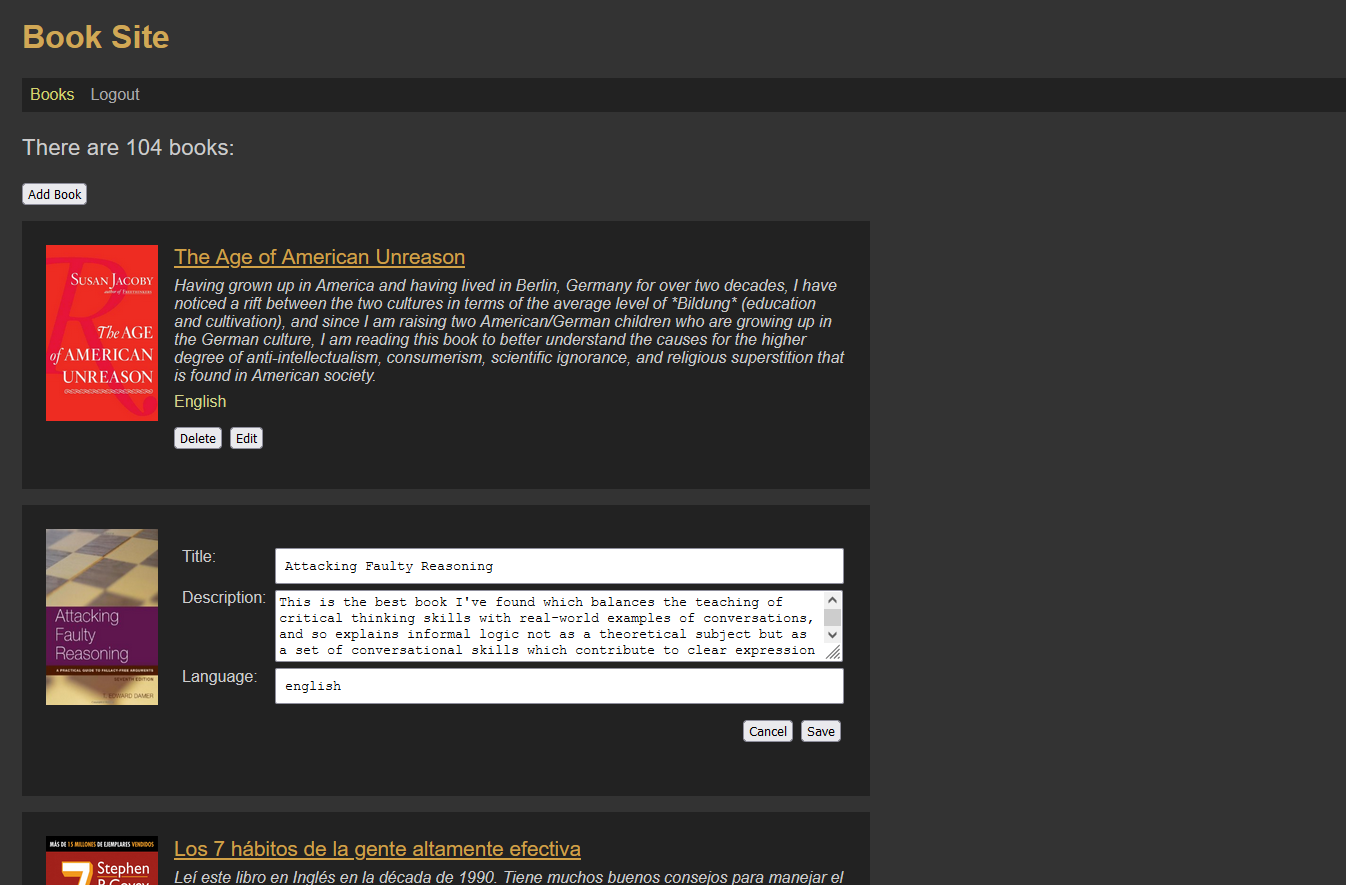 Book Site
Books Logout
There are 104 books:
Add Book
SUSAN JACOBY
author of Freethinkers
The AGE
of AMERICAN
UNREASON
The Age of American Unreason
Having grown up in America and having lived in Berlin, Germany for over two decades, I have
noticed a rift between the two cultures in terms of the average level of *Bildung* (education
and cultivation), and since I am raising two American/German children who are growing up in
the German culture, I am reading this book to better understand the causes for the higher
degree of anti-intellectualism, consumerism, scientific ignorance, and religious superstition that
is found in American society.
English
Delete Edit
Attacking
Faulty
Reasoning
A PRACTICAL GUIDE TO FALLACY-FREE ARGUMENTS
SEVENTH EDITION
T. EDWARD DAMER
Title: Attacking Faulty Reasoning
Description: This is the best book I've found which balances the teaching of
critical thinking skills with real-world examples of conversations,
and so explains informal logic not as a theoretical subject but as
a set of conversational skills which contribute to clear expression
Language: english
Cancel Save
MÁS DE 15 MILLONES DE EJEMPLARES VENDIDOS
7 Stephen
R. Covey
Los 7 hábitos de la gente altamente efectiva
Leí este libro en Inglés en la década de 1990. Tiene muchos buenos consejos para manejar el